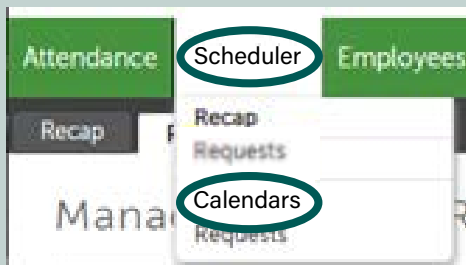 Attendance Scheduler Employees
Recap
Recap
Requests
Calendars
Mana
Requests